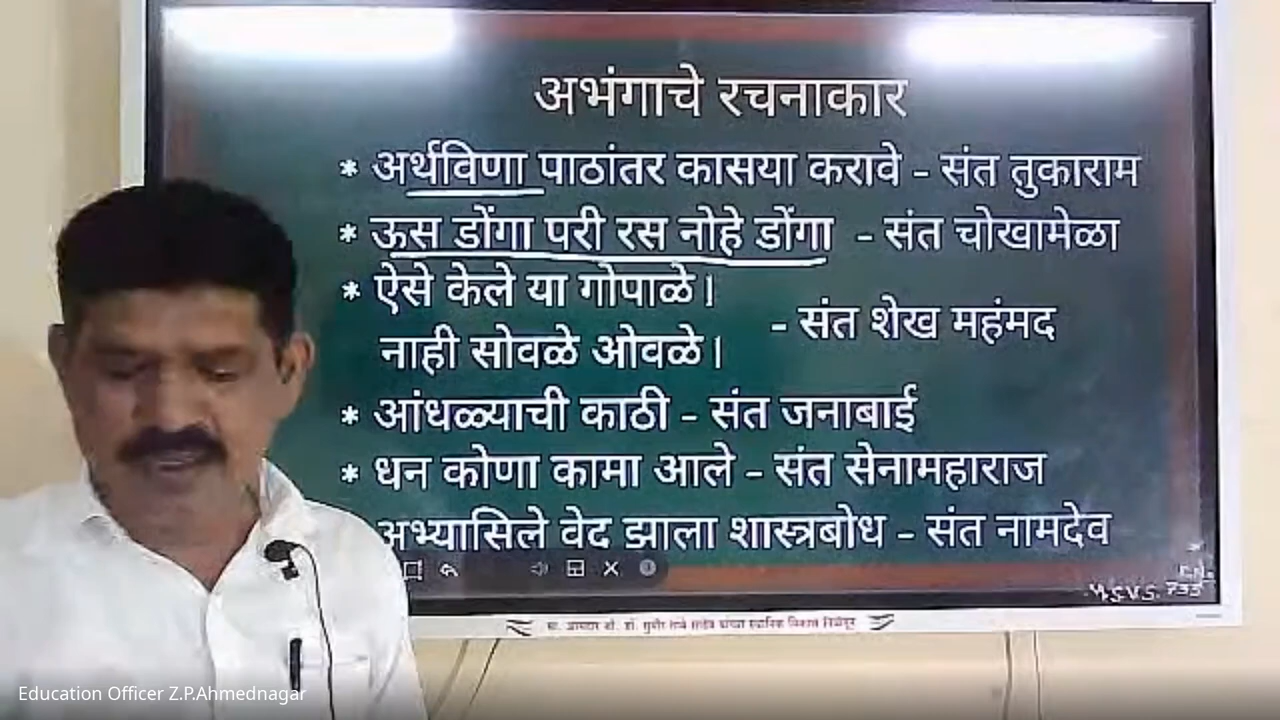 अभंगाचे रचनाकार
* अर्थविणा पाठांतर कासया करावे - संत तुकाराम
* ऊस डोंगा परी रस नोहे डोंगा - संत चोखामेळा
* ऐसे केले या गोपाळे।
- संत शेख महंमद
नाही सोवळे ओवळे।
* आंधळ्याची काठी - संत जनाबाई
* धन कोणा कामा आले - संत सेनामहाराज
अभ्यासिले वेद झाला शास्त्रबोध - संत नामदेव
Education Officer Z.P.Ahmednagar